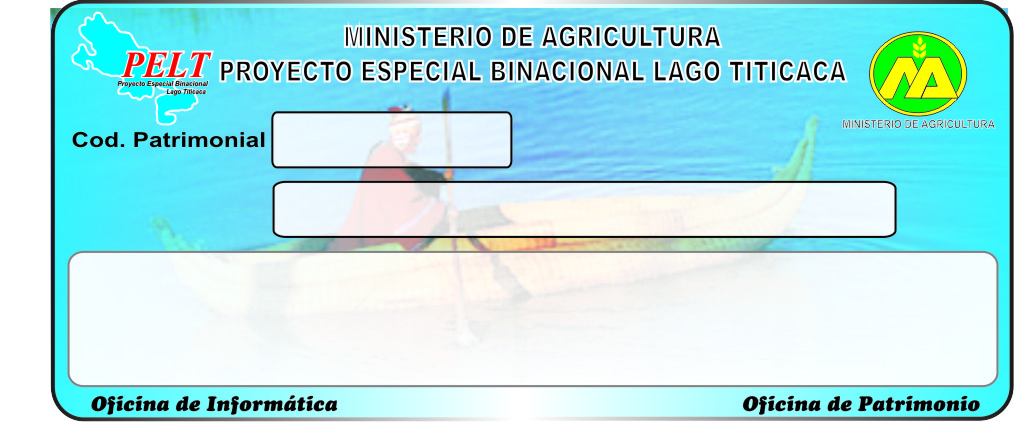 MINISTERIO DE AGRICULTURA
PROYECTO ESPECIAL BINACIONAL LAGO TITICACA
PELT
Proyecto Especial Binacional
Lago Titicaca
MINISTERIO DE AGRICULTURA
Cod. Patrimonial
Oficina de Informática
Oficina de Patrimonio